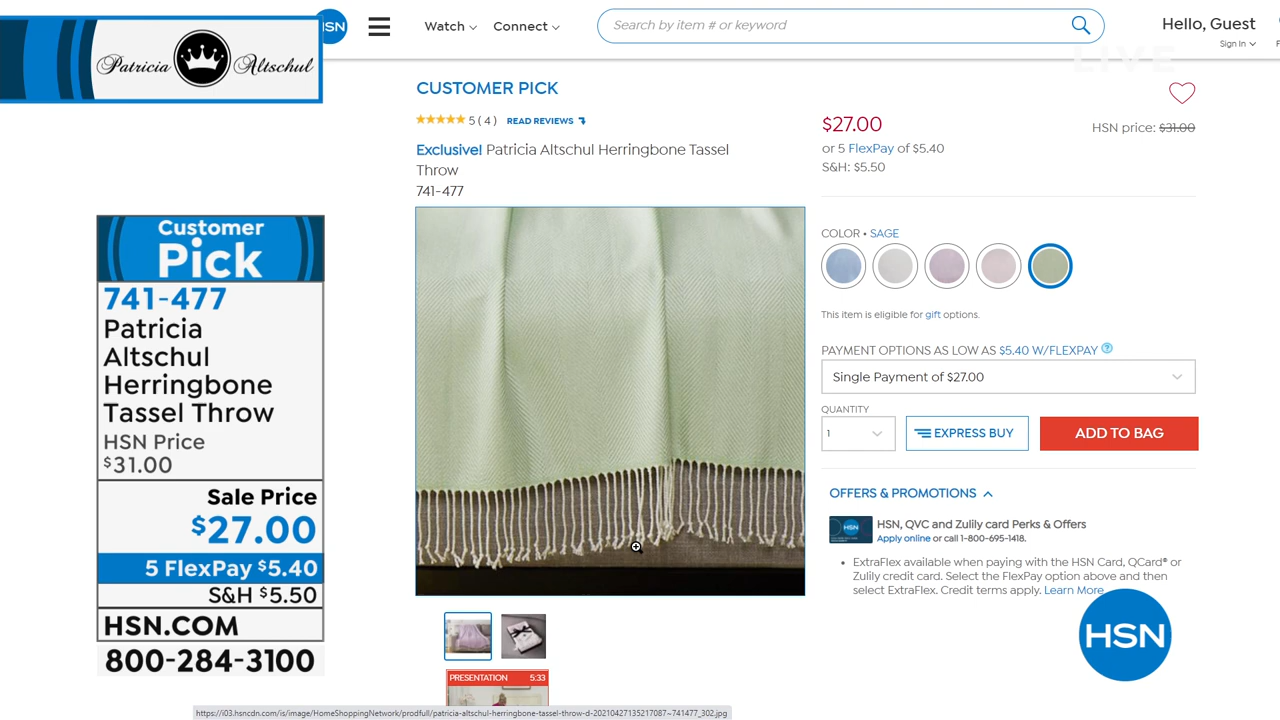 Patricia Altschul
HSN
Watch
Connect
Search by item # or keyword
Hello, Guest
Sign In
LIVE
CUSTOMER PICK
5 ( 4 ) READ REVIEWS
Exclusive! Patricia Altschul Herringbone Tassel
Throw
741-477
$27.00
HSN price: $31.00
or 5 FlexPay of $5.40
S&H: $5.50
COLOR • SAGE
This item is eligible for gift options.
PAYMENT OPTIONS AS LOW AS $5.40 W/FLEXPAY ?
Single Payment of $27.00
QUANTITY
1
EXPRESS BUY
ADD TO BAG
OFFERS & PROMOTIONS
HSN
HSN, QVC and Zulily card Perks & Offers
Apply online or call 1-800-695-1418.
• ExtraFlex available when paying with the HSN Card, QCard® or
Zulily credit card. Select the FlexPay option above and then
select ExtraFlex. Credit terms apply. Learn More
HSN
Customer
Pick
741-477
Patricia
Altschul
Herringbone
Tassel Throw
HSN Price
$31.00
Sale Price
$27.00
5 FlexPay $5.40
S&H $5.50
HSN.COM
800-284-3100
PRESENTATION 5:33
https://i03.hsncdn.com/is/image/HomeShoppingNetwork/prodfull/patricia-altschul-herringbone-tassel-throw-d-20210427135217087~741477_302.jpg